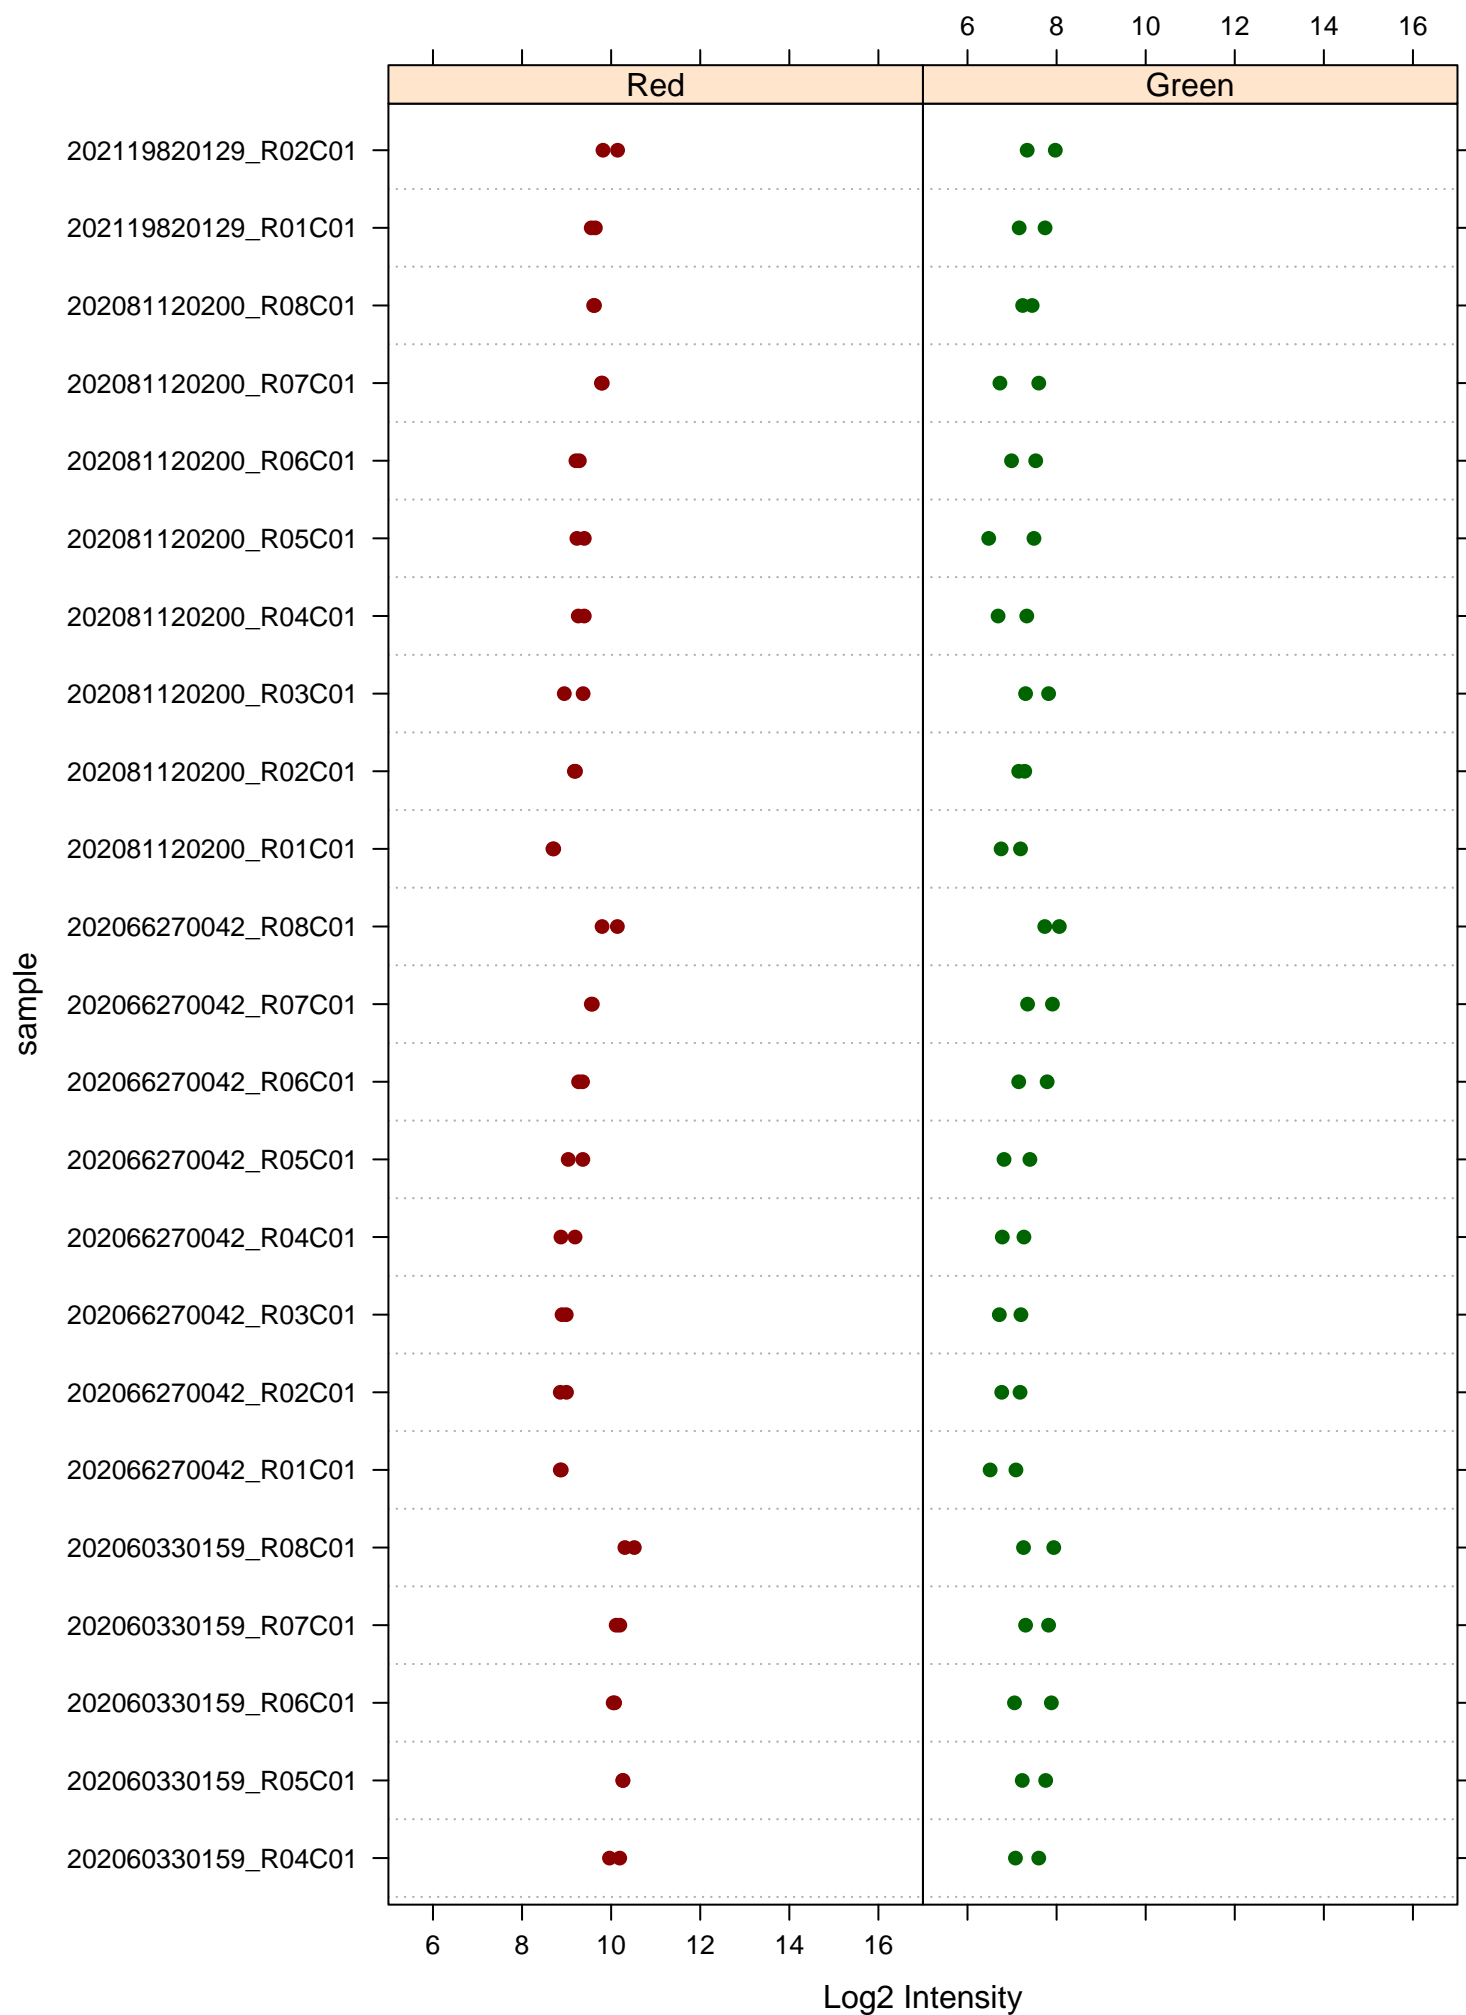 6 8 10 12 14 16
Red Green
202119820129_R02C01
202119820129_R01C01
202081120200_R08C01
202081120200_R07C01
202081120200_R06C01
202081120200_R05C01
202081120200_R04C01
202081120200_R03C01
202081120200_R02C01
202081120200_R01C01
202066270042_R08C01
202066270042_R07C01
202066270042_R06C01
202066270042_R05C01
202066270042_R04C01
202066270042_R03C01
202066270042_R02C01
202066270042_R01C01
202060330159_R08C01
202060330159_R07C01
202060330159_R06C01
202060330159_R05C01
202060330159_R04C01
sample
6 8 10 12 14 16
Log2 Intensity